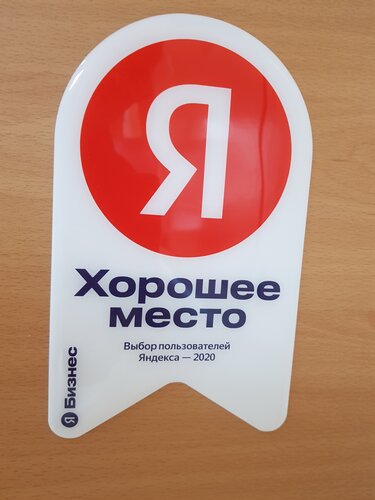 Я
Хорошее
место
Выбор пользователей
Яндекса — 2020
Я Бизнес